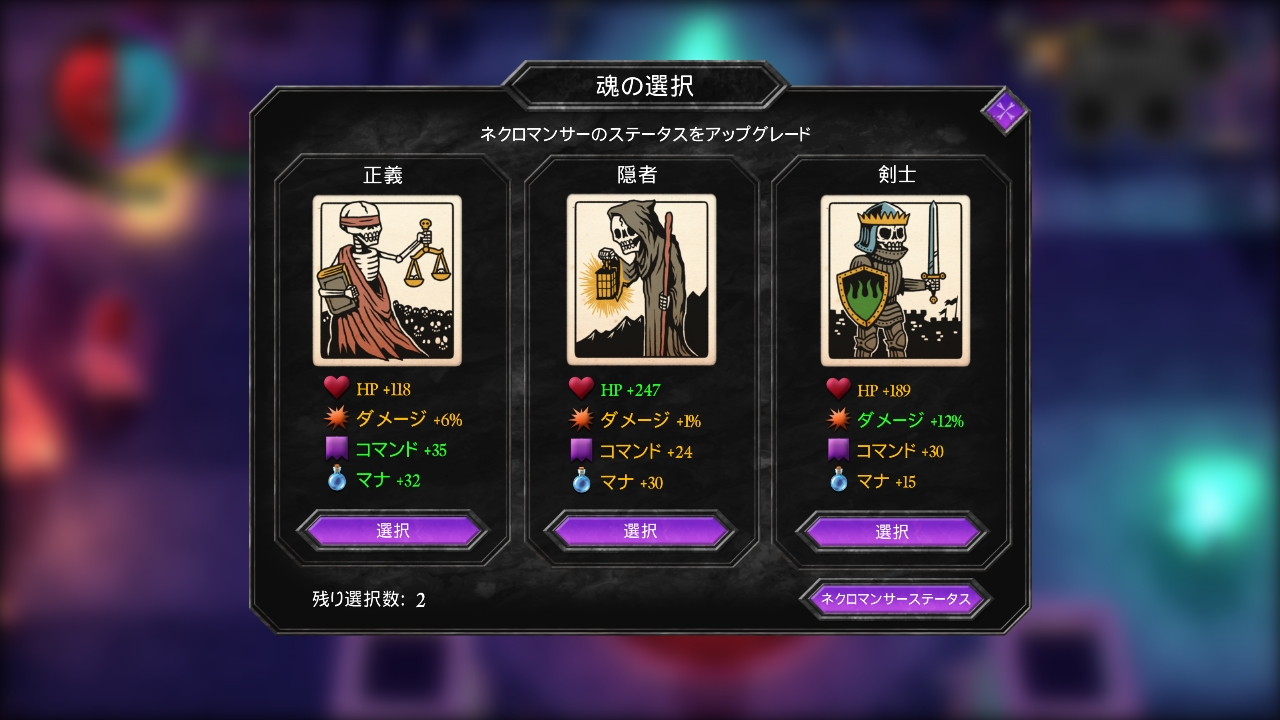 魂の選択
ネクロマンサーのステータスをアップグレード
正義
HP +118
ダメージ +6%
コマンド +35
マナ +32
選択
隠者
HP +247
ダメージ +1%
コマンド +24
マナ +30
選択
剣士
HP +189
ダメージ +12%
コマンド +30
マナ +15
選択
残り選択数: 2
ネクロマンサーステータス